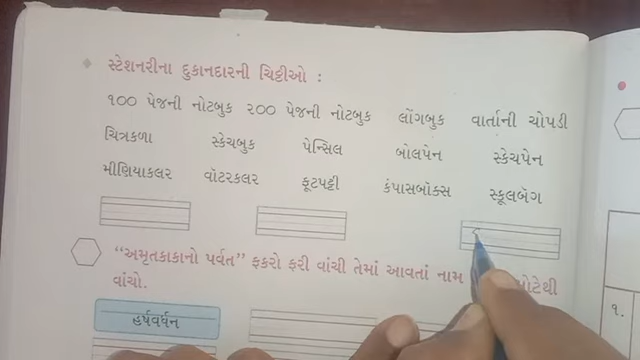 સ્ટેશનરીના દુકાનદારની ચિટ્ઠીઓ :
૧૦૦ પેજની નોટબુક ૨૦૦ પેજની નોટબુક લોંગબુક વાર્તાની ચોપડી
ચિત્રકળા સ્કેચબુક પેન્સિલ બોલપેન સ્કેચપેન
મીણિયાકલર વૉટરકલર ફૂટપટ્ટી કંપાસબૉક્સ સ્કૂલબૅગ
“અમૃતકાકાનો પર્વત” ફકરો ફરી વાંચી તેમાં આવતાં નામ
વાંચો.
હર્ષવર્ધન
૧.